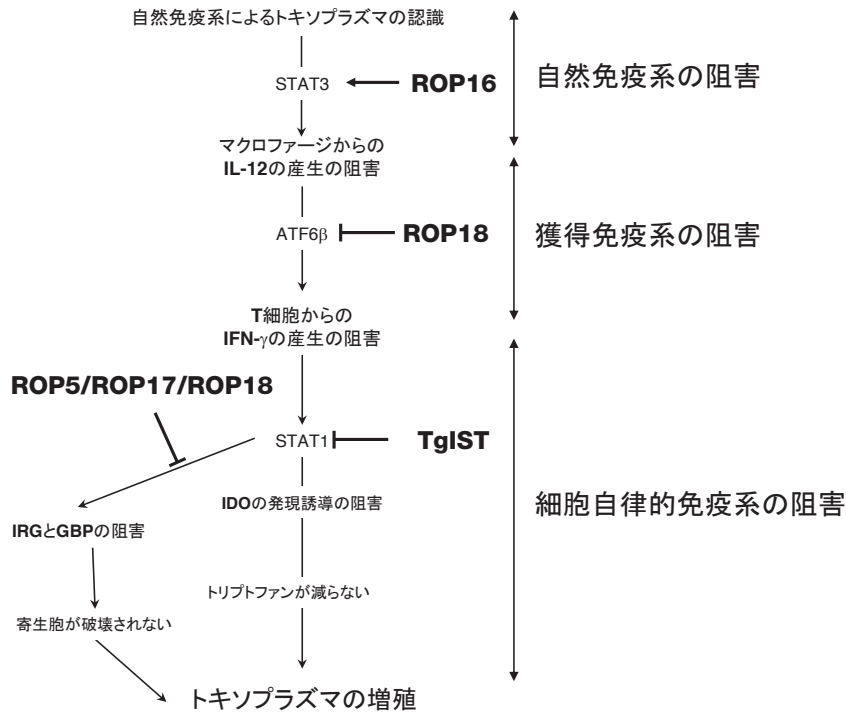 自然免疫系によるトキソプラズマの認識
STAT3
ROP16
自然免疫系の阻害
マクロファージからの
IL-12の産生の阻害
ATF6β
ROP18
獲得免疫系の阻害
T細胞からの
IFN-γの産生の阻害
ROP5/ROP17/ROP18
STAT1
TgIST
IDOの発現誘導の阻害
細胞自律的免疫系の阻害
IRGとGBPの阻害
トリプトファンが減らない
寄生胞が破壊されない
トキソプラズマの増殖